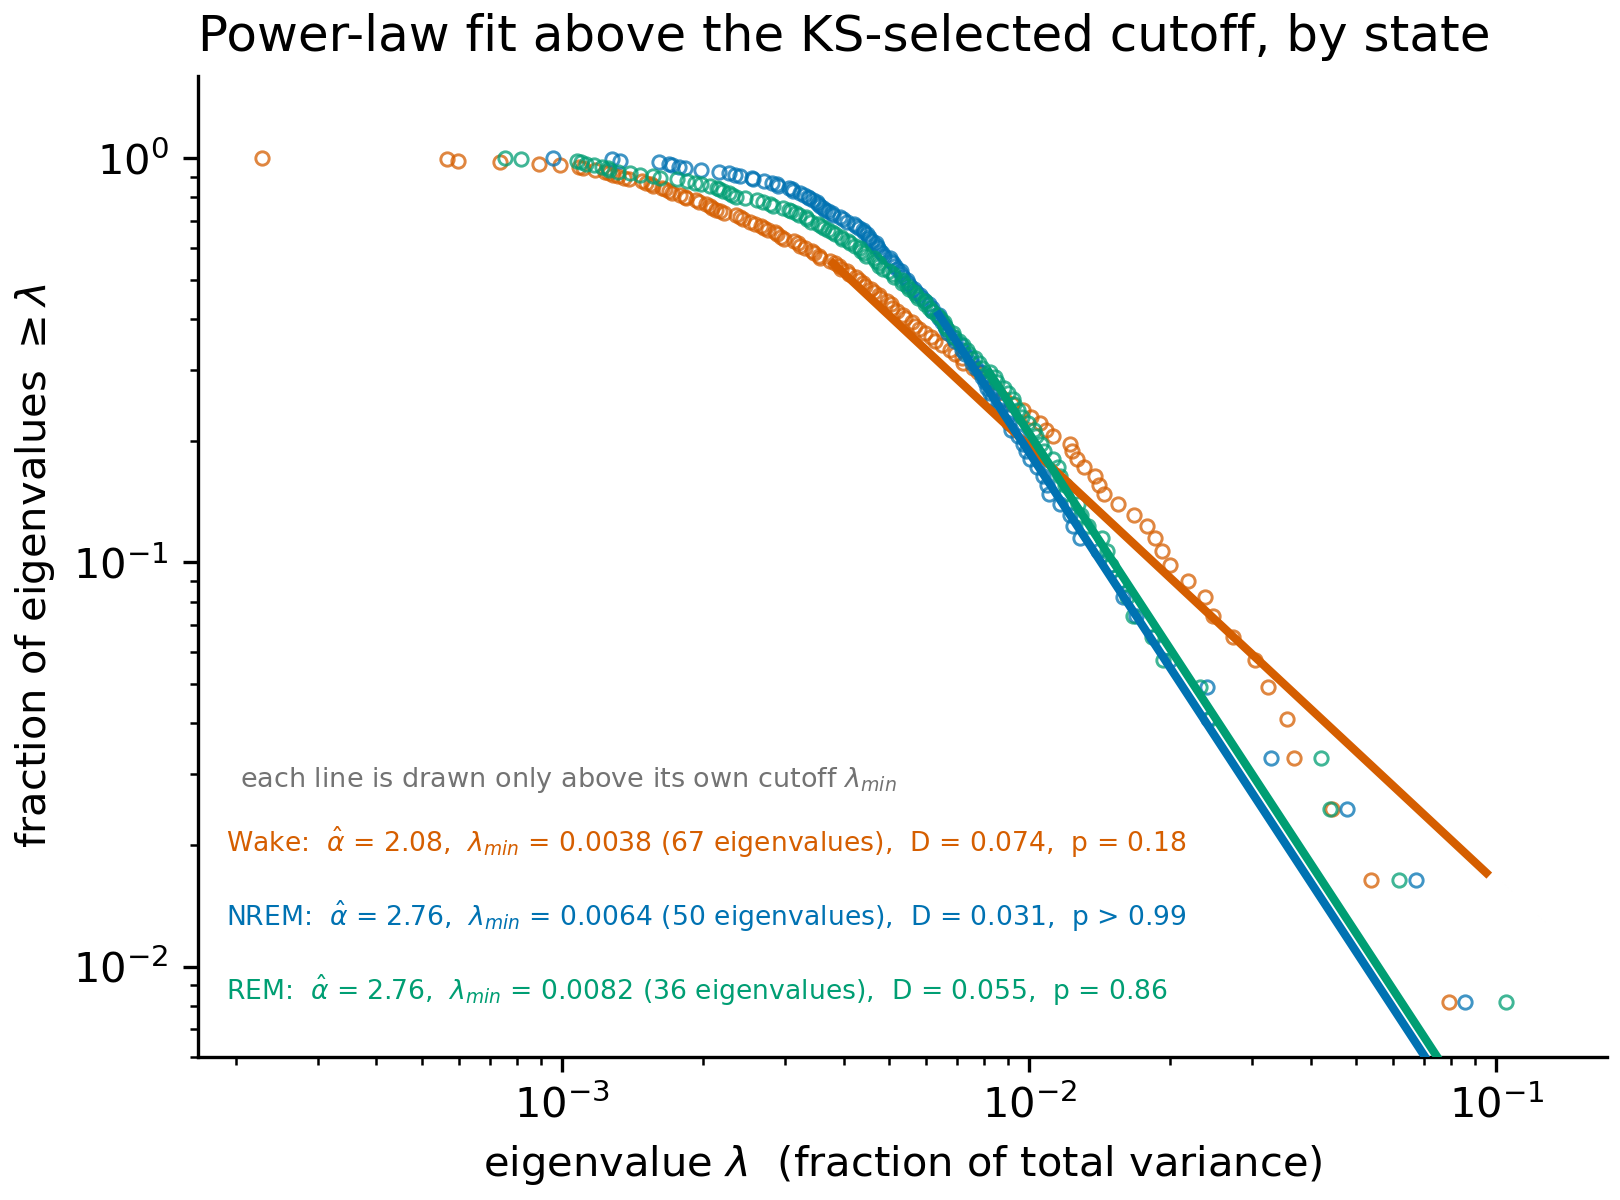 Power-law fit above the KS-selected cutoff, by state
fraction of eigenvalues ≥ λ
10⁰
10⁻¹
10⁻²
each line is drawn only above its own cutoff λ_min
Wake: α̂ = 2.08, λ_min = 0.0038 (67 eigenvalues), D = 0.074, p = 0.18
NREM: α̂ = 2.76, λ_min = 0.0064 (50 eigenvalues), D = 0.031, p > 0.99
REM: α̂ = 2.76, λ_min = 0.0082 (36 eigenvalues), D = 0.055, p = 0.86
10⁻³
10⁻²
10⁻¹
eigenvalue λ (fraction of total variance)